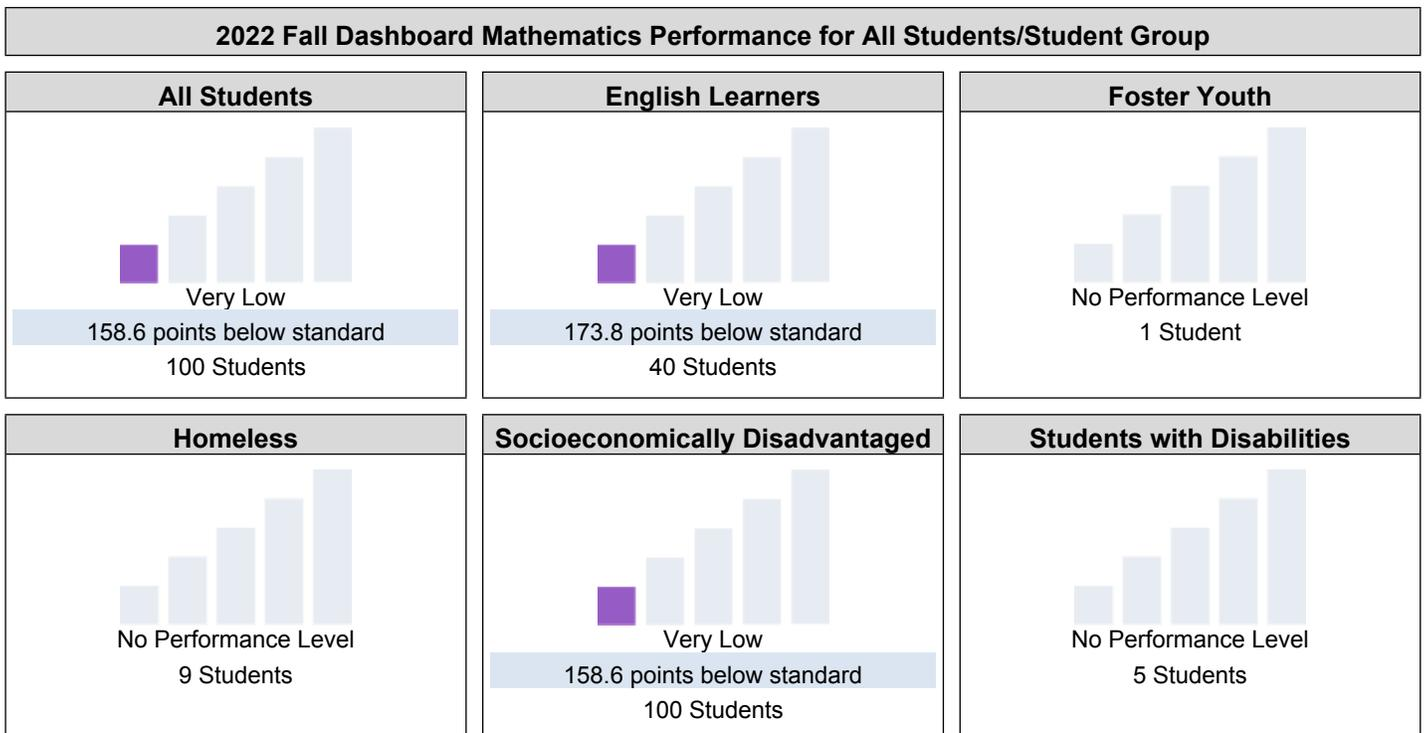 2022 Fall Dashboard Mathematics Performance for All Students/Student Group
All Students
Very Low
158.6 points below standard
100 Students
English Learners
Very Low
173.8 points below standard
40 Students
Foster Youth
No Performance Level
1 Student
Homeless
No Performance Level
9 Students
Socioeconomically Disadvantaged
Very Low
158.6 points below standard
100 Students
Students with Disabilities
No Performance Level
5 Students